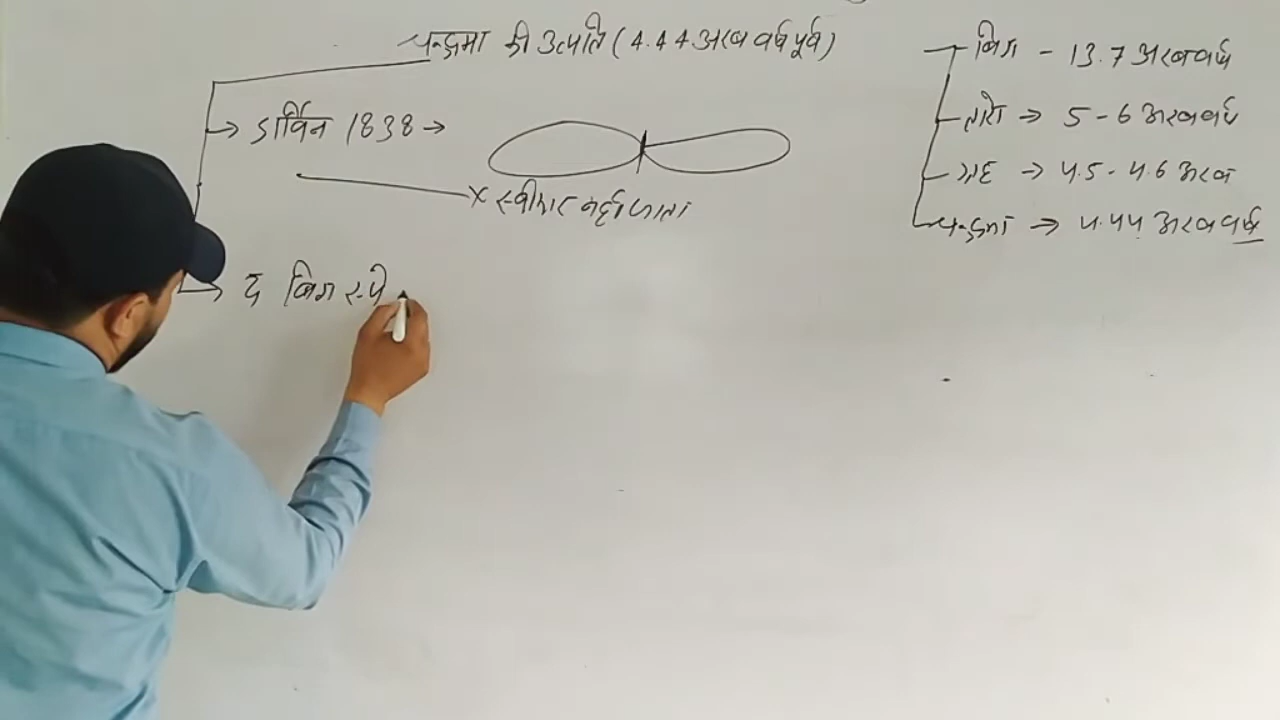 चन्द्रमा की उत्पति (4.44 अरब वर्ष पूर्व)
→ डार्विन 1838 →
x स्वीकार नहीं जाता
→ द बिग स्पे
बिग - 13.7 अरब वर्ष
तारे → 5-6 अरब वर्ष
ग्रह → 4.5-4.6 अरब
चन्द्रमा → 4.44 अरब वर्ष